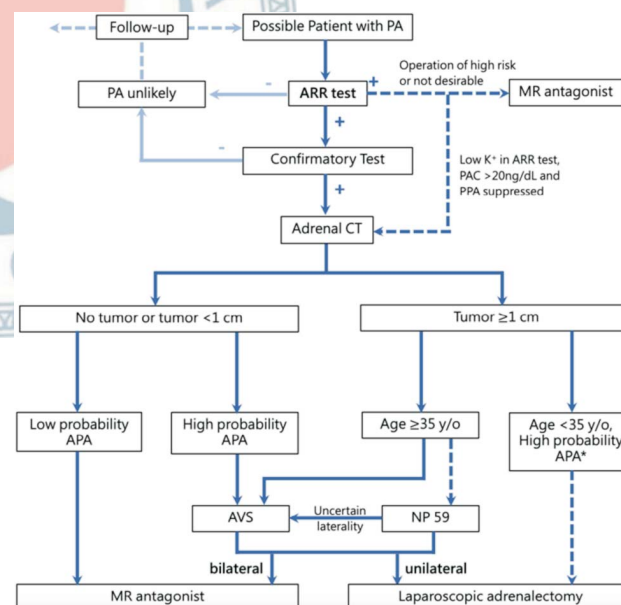 Follow-up
Possible Patient with PA
Operation of high risk
or not desirable
PA unlikely
-
ARR test
+
MR antagonist
+
-
Confirmatory Test
Low K⁺ in ARR test,
PAC >20ng/dL and
PPA suppressed
+
Adrenal CT
No tumor or tumor <1 cm
Tumor ≥1 cm
Low probability
APA
High probability
APA
Age ≥35 y/o
Age <35 y/o,
High probability
APA*
AVS
Uncertain
laterality
NP 59
bilateral
unilateral
MR antagonist
Laparoscopic adrenalectomy